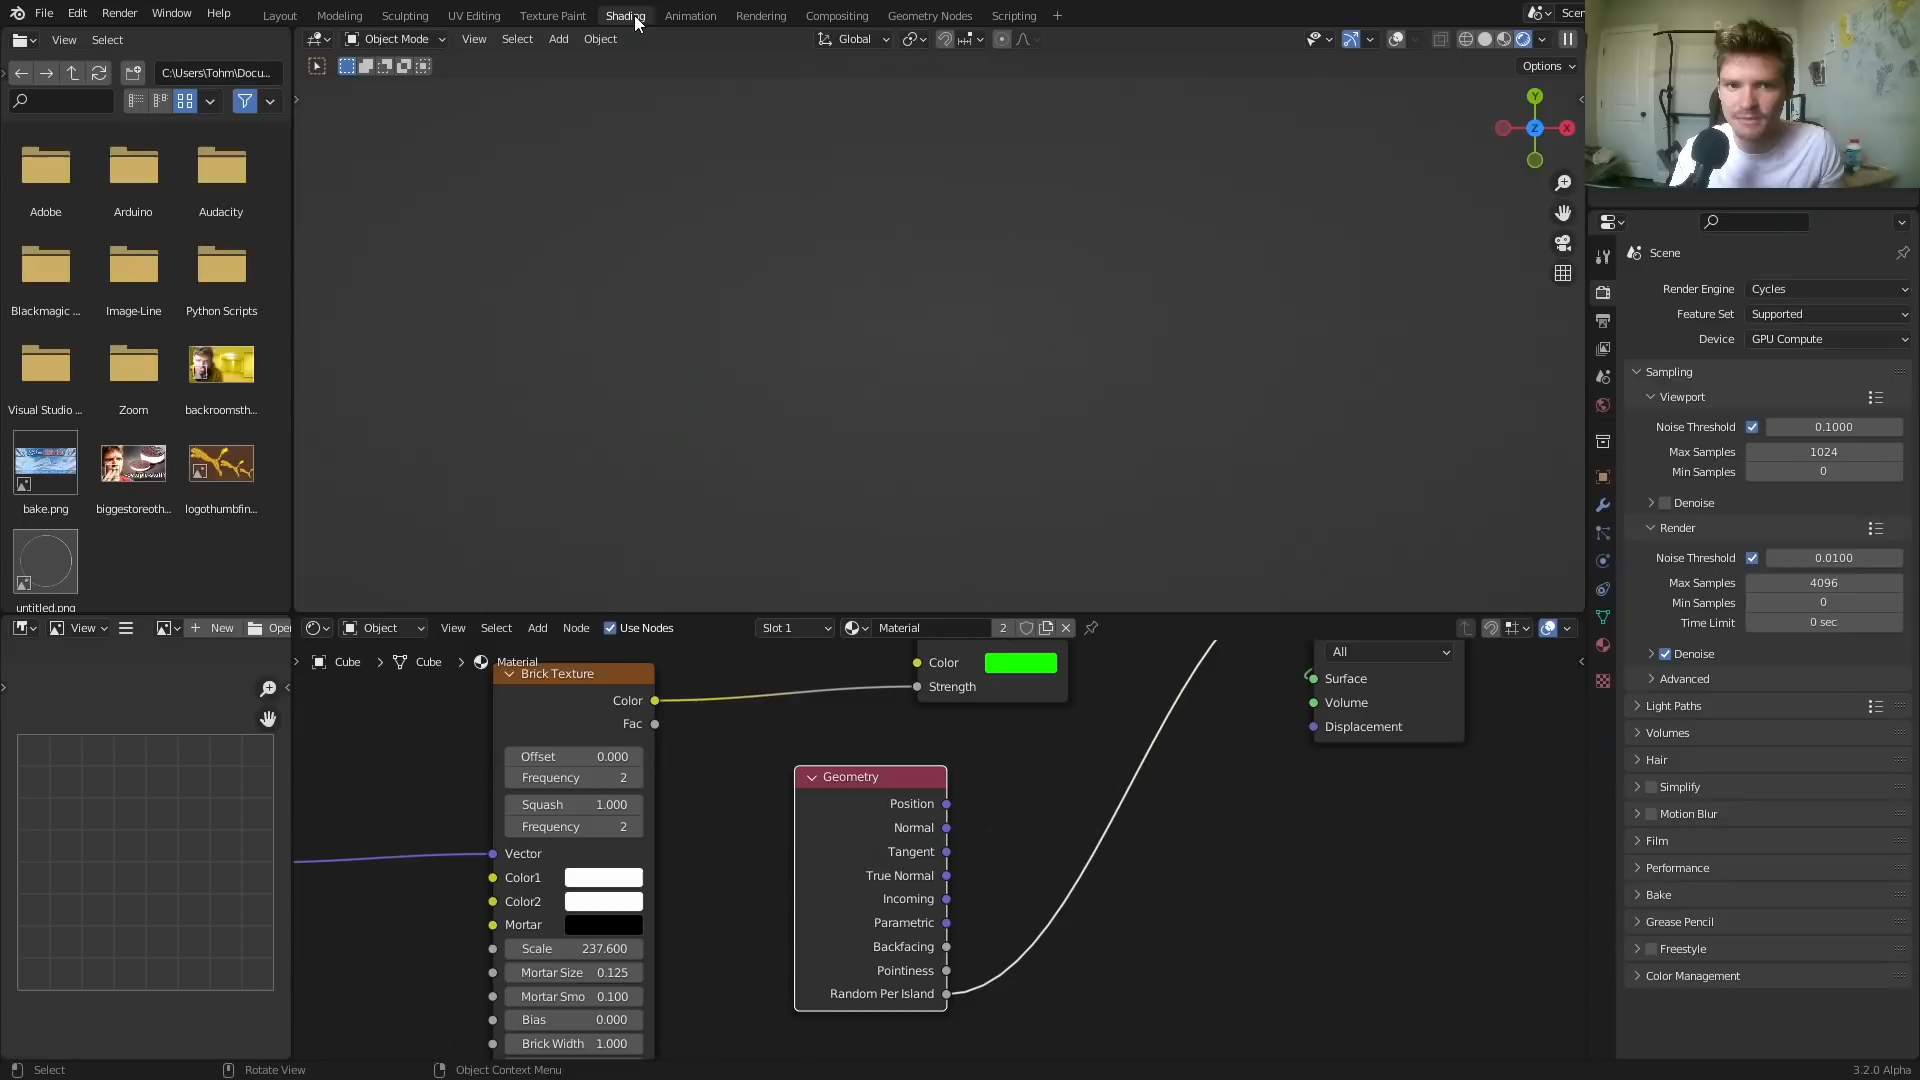 File Edit Render Window Help
Layout Modeling Sculpting UV Editing Texture Paint Shading Animation Rendering Compositing Geometry Nodes Scripting +
Scen
View Select
Object Mode View Select Add Object
Global
C:\Users\Tohm\Docu...
Options
Y
Z
X
Adobe Arduino Audacity
Blackmagic ... Image-Line Python Scripts
Visual Studio ... Zoom backroomsth...
bake.png biggestoreoth... logothumbfin...
untitled.png
Scene
Render Engine Cycles
Feature Set Supported
Device GPU Compute
Sampling
Viewport
Noise Threshold 0.1000
Max Samples 1024
Min Samples 0
Denoise
Render
Noise Threshold 0.0100
Max Samples 4096
Min Samples 0
Time Limit 0 sec
Denoise
Advanced
Light Paths
Volumes
Hair
Simplify
Motion Blur
Film
Performance
Bake
Grease Pencil
Freestyle
Color Management
View + New Open
Object View Select Add Node Use Nodes Slot 1 Material 2
Cube > Cube > Material
Brick Texture
Color
Fac
Offset 0.000
Frequency 2
Squash 1.000
Frequency 2
Vector
Color1
Color2
Mortar
Scale 237.600
Mortar Size 0.125
Mortar Smo 0.100
Bias 0.000
Brick Width 1.000
Color
Strength
Geometry
Position
Normal
Tangent
True Normal
Incoming
Parametric
Backfacing
Pointiness
Random Per Island
All
Surface
Volume
Displacement
Select Rotate View Object Context Menu 3.2.0 Alpha